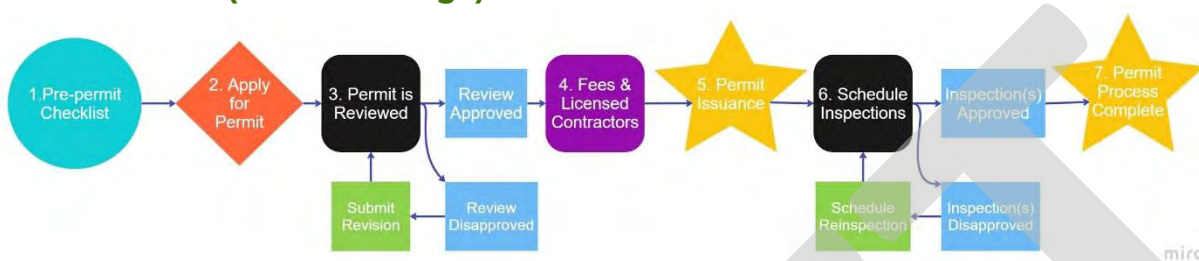 1.Pre-permit
Checklist
2. Apply
for
Permit
3. Permit is
Reviewed
Review
Approved
4. Fees &
Licensed
Contractors
5. Permit
Issuance
6. Schedule
Inspections
Inspection(s)
Approved
7. Permit
Process
Complete
Submit
Revision
Review
Disapproved
Schedule
Reinspection
Inspection(s)
Disapproved